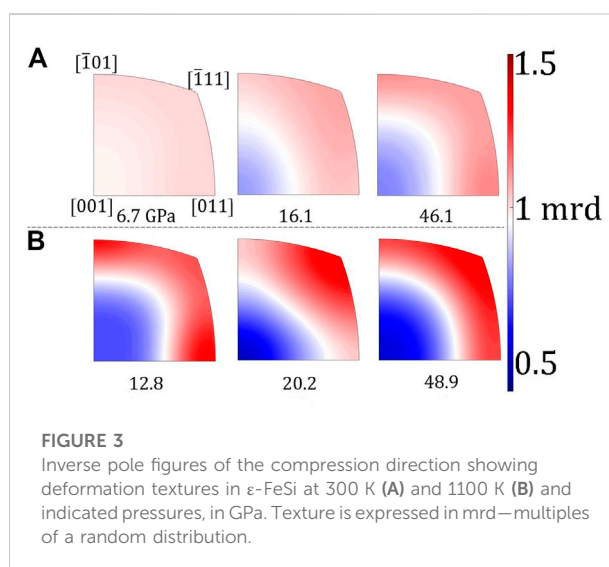 A
[1̄01]
[1̄11]
1.5
[001]
6.7 GPa
[011]
16.1
46.1
1 mrd
B
0.5
12.8
20.2
48.9
FIGURE 3
Inverse pole figures of the compression direction showing
deformation textures in ε-FeSi at 300 K (A) and 1100 K (B) and
indicated pressures, in GPa. Texture is expressed in mrd—multiples
of a random distribution.